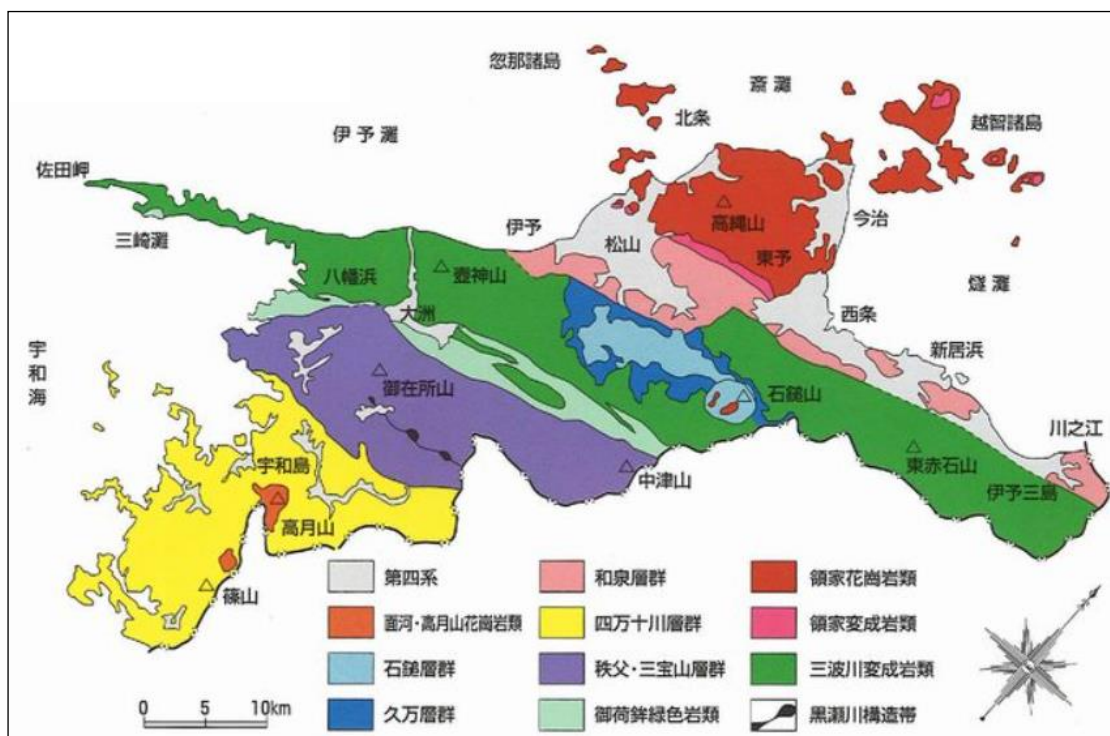 忽那諸島
斎灘
北条
越智諸島
伊予灘
佐田岬
高縄山
今治
伊予
三崎灘
松山
東予
燧灘
八幡浜
壺神山
大洲
西条
新居浜
宇和海
御在所山
石鎚山
川之江
東赤石山
宇和島
中津山
伊予三島
高月山
篠山
第四系
和泉層群
領家花崗岩類
面河・高月山花崗岩類
四万十川層群
領家変成岩類
石鎚層群
秩父・三宝山層群
三波川変成岩類
0 5 10km
久万層群
御荷鉾緑色岩類
黒瀬川構造帯